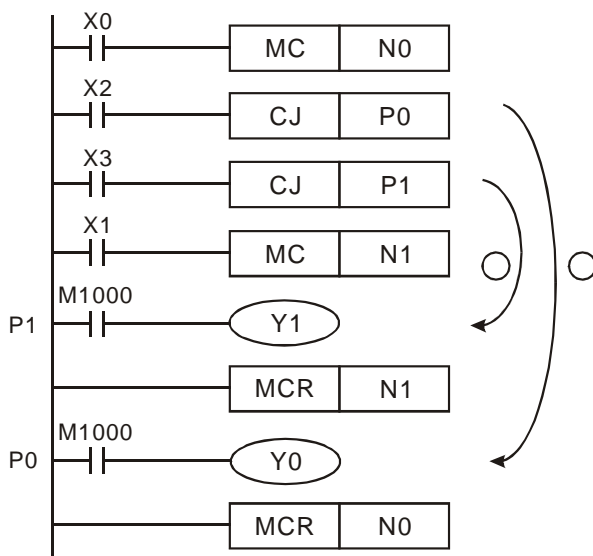 X0
MC N0
X2
CJ P0
X3
CJ P1
X1
MC N1
M1000
P1 Y1
MCR N1
M1000
P0 Y0
MCR N0